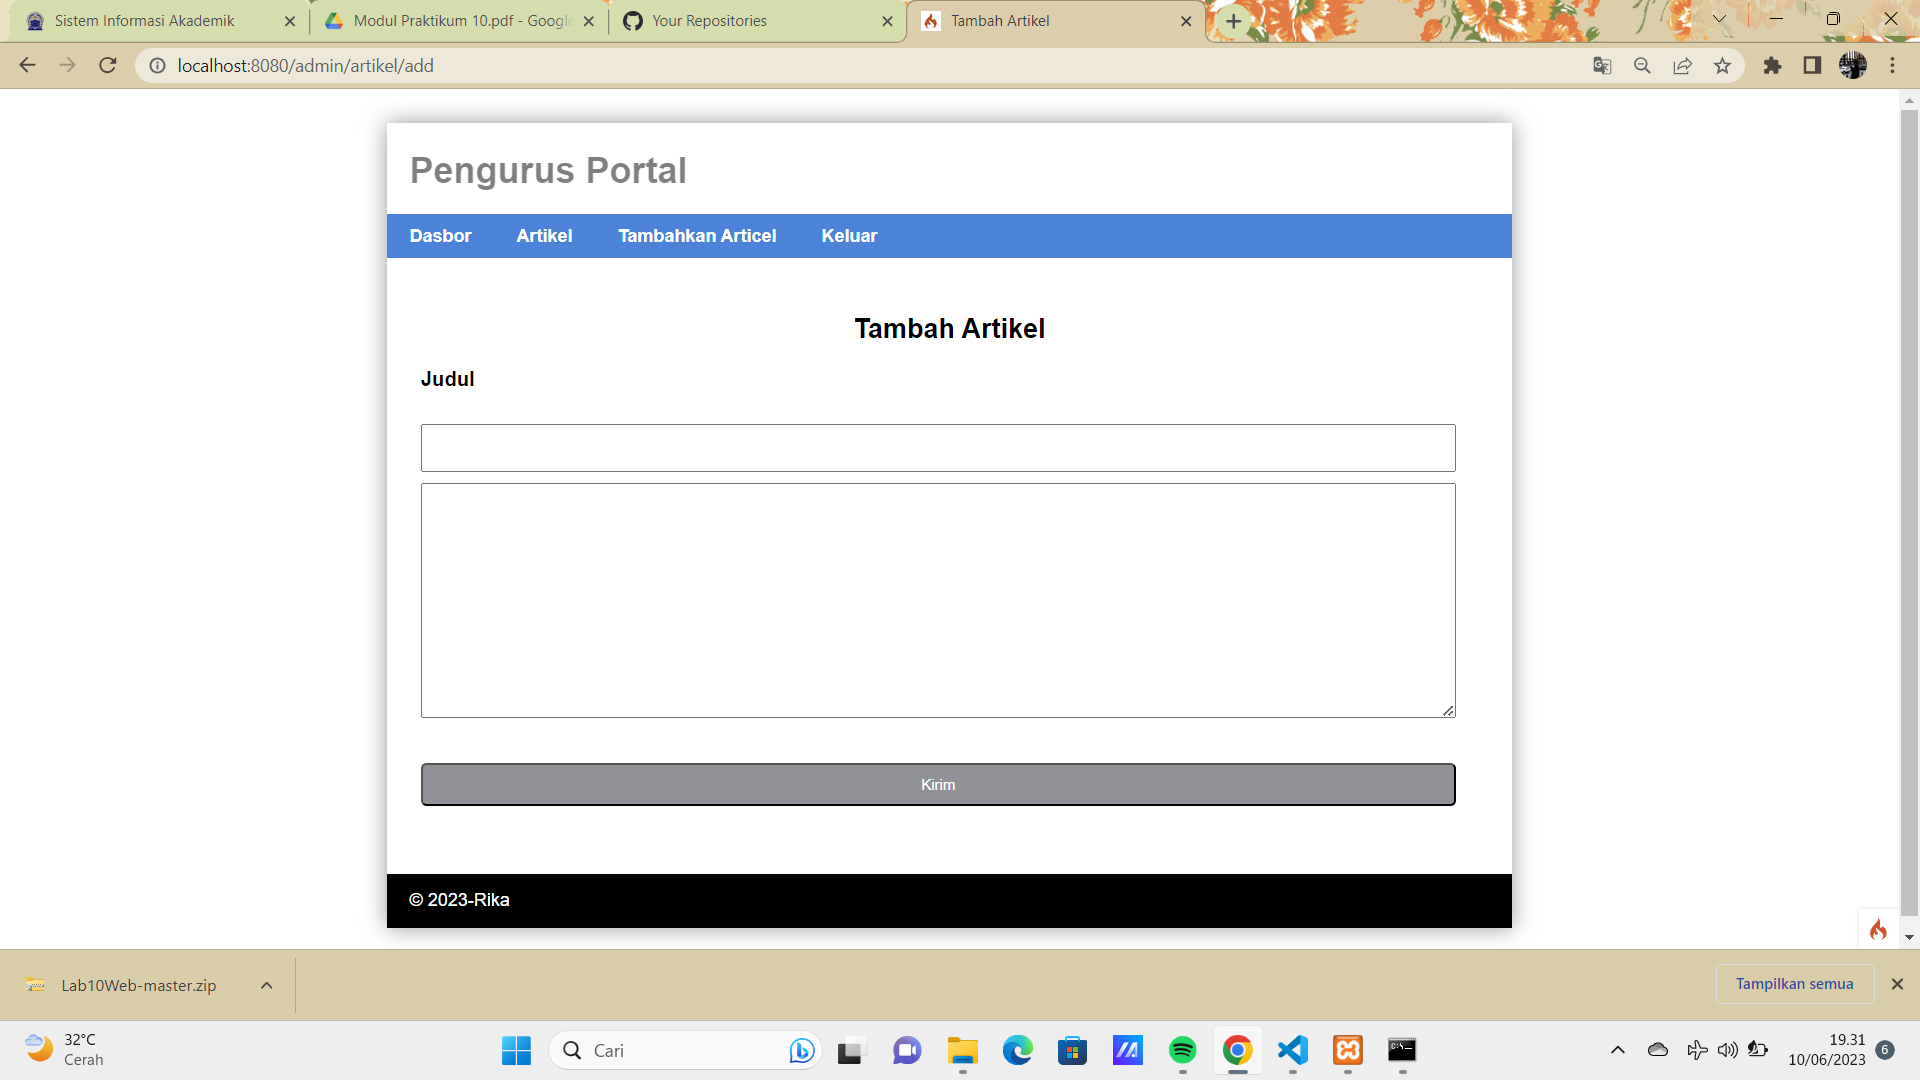 Sistem Informasi Akademik
Modul Praktikum 10.pdf - Google
Your Repositories
Tambah Artikel
localhost:8080/admin/artikel/add
Pengurus Portal
Dasbor Artikel Tambahkan Articel Keluar
Tambah Artikel
Judul
Kirim
© 2023-Rika
Lab10Web-master.zip
Tampilkan semua
32°C
Cerah
Cari
19.31
10/06/2023
6